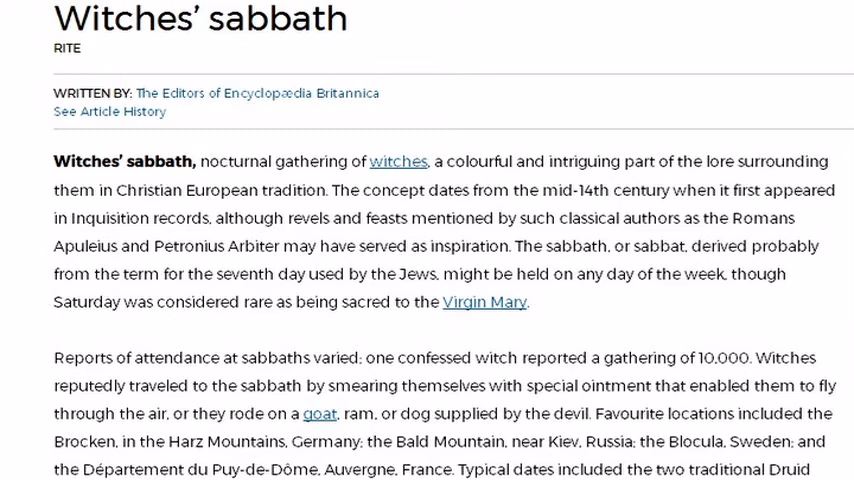 Witches’ sabbath
RITE
WRITTEN BY: The Editors of Encyclopædia Britannica
See Article History
Witches’ sabbath, nocturnal gathering of witches, a colourful and intriguing part of the lore surrounding
them in Christian European tradition. The concept dates from the mid-14th century when it first appeared
in Inquisition records, although revels and feasts mentioned by such classical authors as the Romans
Apuleius and Petronius Arbiter may have served as inspiration. The sabbath, or sabbat, derived probably
from the term for the seventh day used by the Jews, might be held on any day of the week, though
Saturday was considered rare as being sacred to the Virgin Mary.
Reports of attendance at sabbaths varied; one confessed witch reported a gathering of 10,000. Witches
reputedly traveled to the sabbath by smearing themselves with special ointment that enabled them to fly
through the air, or they rode on a goat, ram, or dog supplied by the devil. Favourite locations included the
Brocken, in the Harz Mountains, Germany; the Bald Mountain, near Kiev, Russia; the Blocula, Sweden; and
the Département du Puy-de-Dôme, Auvergne, France. Typical dates included the two traditional Druid